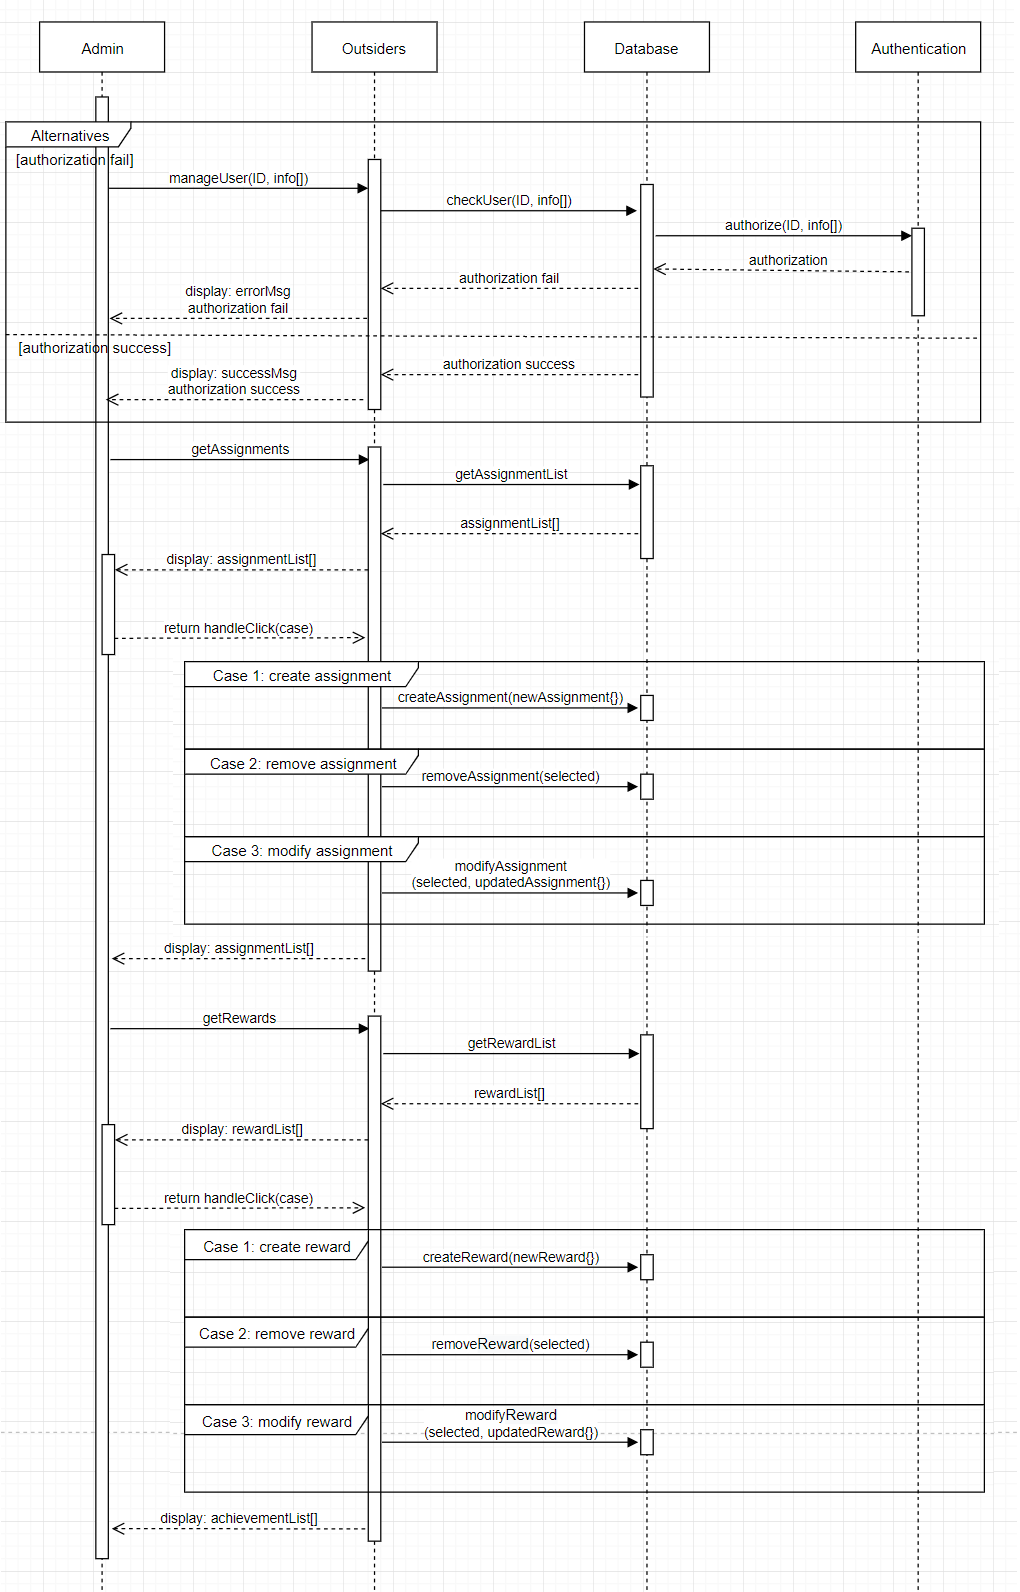 Admin
Outsiders
Database
Authentication
Alternatives
[authorization fail]
manageUser(ID, info[])
checkUser(ID, info[])
authorize(ID, info[])
authorization
authorization fail
display: errorMsg
authorization fail
[authorization success]
authorization success
display: successMsg
authorization success
getAssignments
getAssignmentList
assignmentList[]
display: assignmentList[]
return handleClick(case)
Case 1: create assignment
createAssignment(newAssignment{})
Case 2: remove assignment
removeAssignment(selected)
Case 3: modify assignment
modifyAssignment
(selected, updatedAssignment{})
display: assignmentList[]
getRewards
getRewardList
rewardList[]
display: rewardList[]
return handleClick(case)
Case 1: create reward
createReward(newReward{})
Case 2: remove reward
removeReward(selected)
Case 3: modify reward
modifyReward
(selected, updatedReward{})
display: achievementList[]